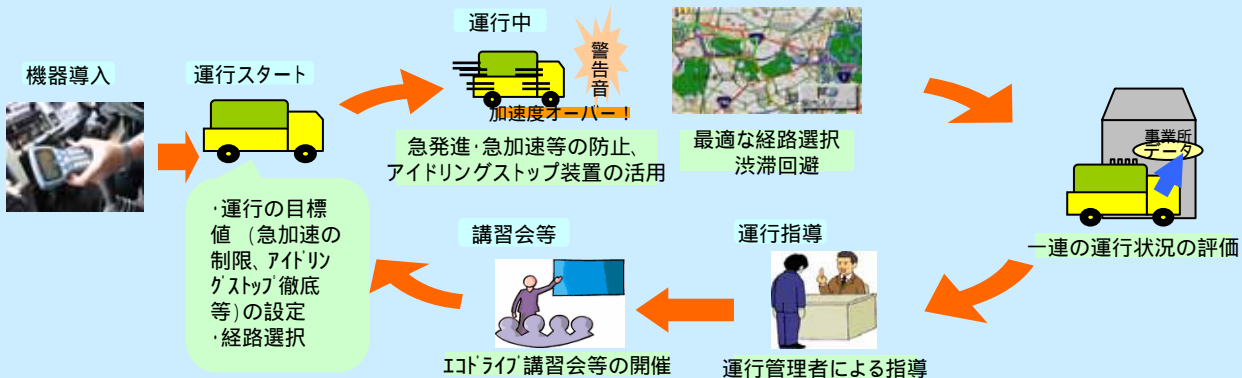 機器導入
運行スタート
・運行の目標
値 (急加速の
制限、ｱｲﾄﾞﾘﾝ
ｸﾞｽﾄｯﾌﾟ徹底
等)の設定
・経路選択
運行中
警告音
加速度オーバー！
急発進・急加速等の防止、
アイドリングストップ装置の活用
最適な経路選択
渋滞回避
事業所
データ
一連の運行状況の評価
運行指導
運行管理者による指導
講習会等
ｴｺﾄﾞﾗｲﾌﾞ講習会等の開催